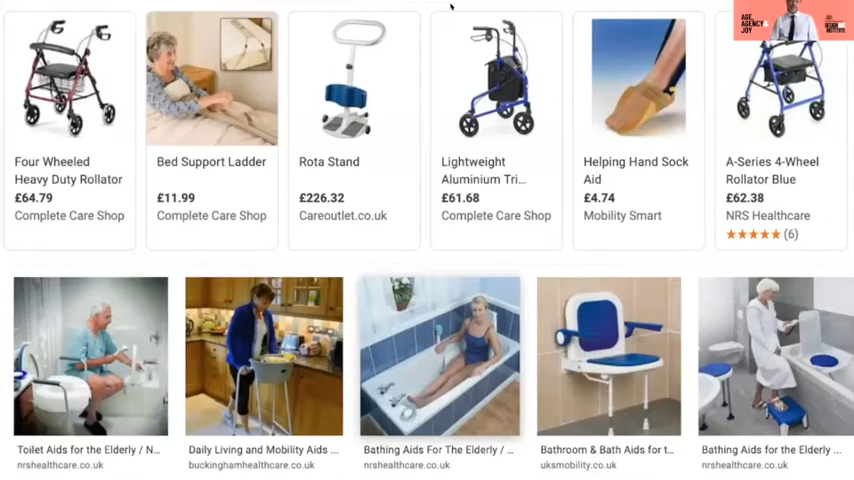 AGE,
AGENCY&
JOY
DESIGN
INSTITUTE
Four Wheeled
Heavy Duty Rollator
£64.79
Complete Care Shop
Bed Support Ladder
£11.99
Complete Care Shop
Rota Stand
£226.32
Careoutlet.co.uk
Lightweight
Aluminium Tri...
£61.68
Complete Care Shop
Helping Hand Sock
Aid
£4.74
Mobility Smart
A-Series 4-Wheel
Rollator Blue
£62.38
NRS Healthcare
(6)
Toilet Aids for the Elderly / N...
nrshealthcare.co.uk
Daily Living and Mobility Aids ...
buckinghamhealthcare.co.uk
Bathing Aids For The Elderly / ...
nrshealthcare.co.uk
Bathroom & Bath Aids for t...
uksmobility.co.uk
Bathing Aids for the Elderly ...
nrshealthcare.co.uk